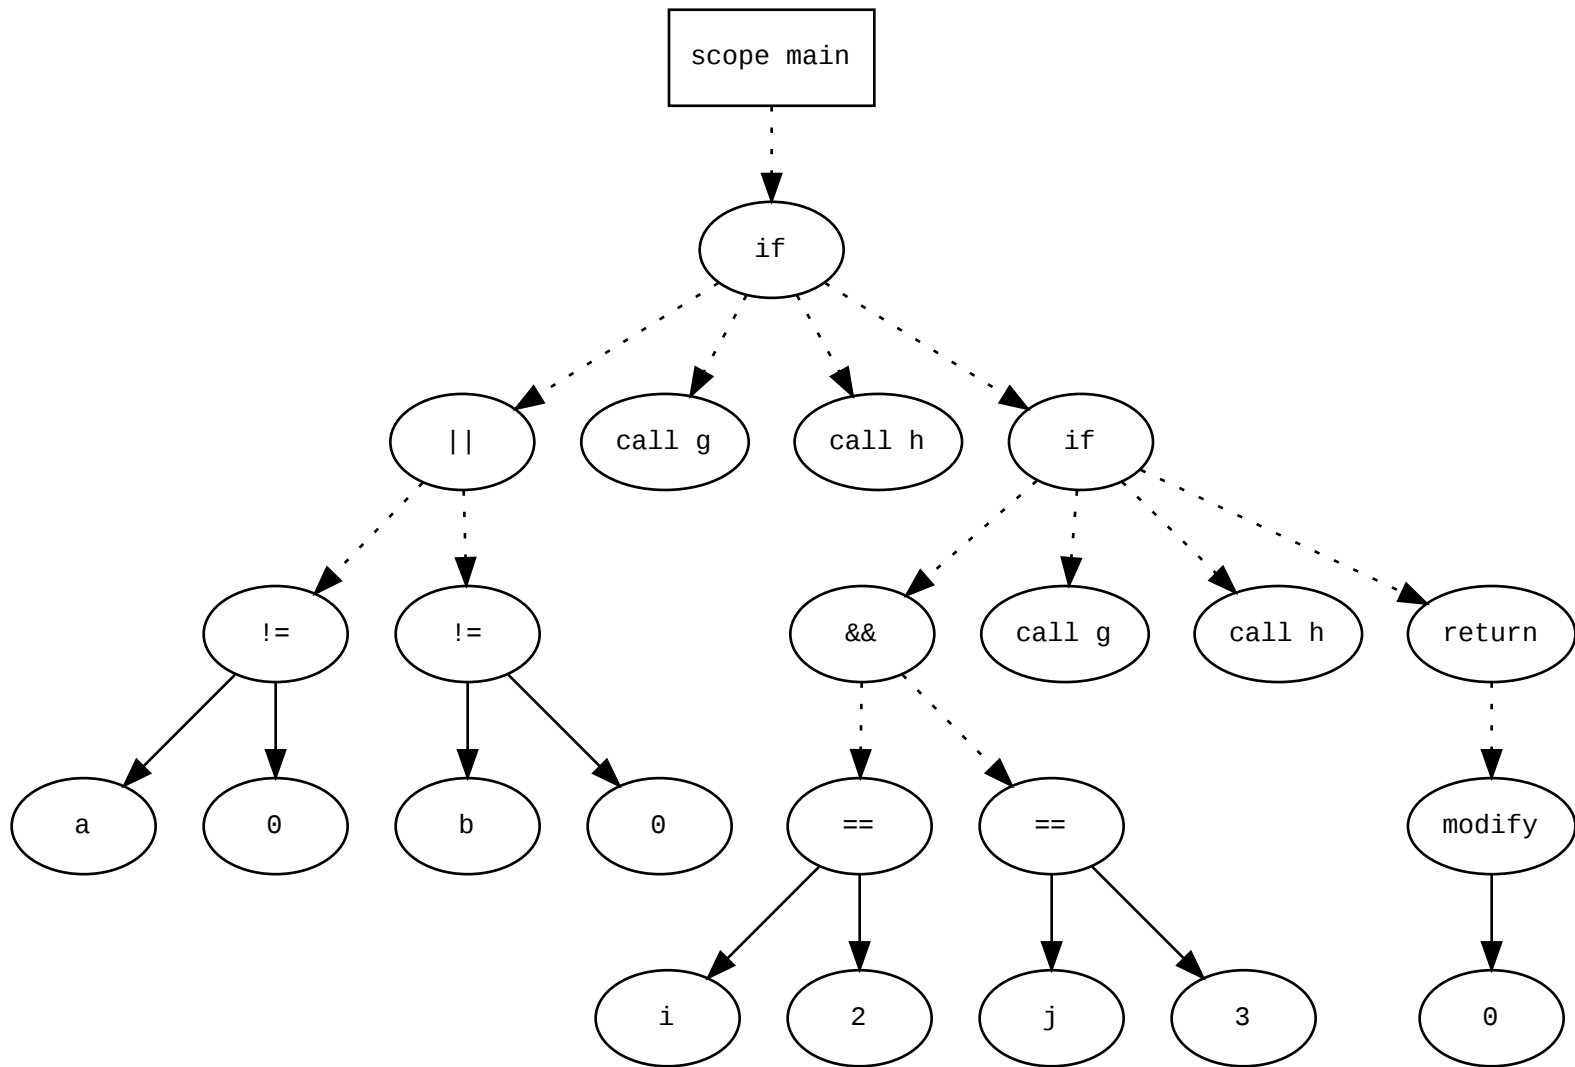 scope main
if
||
call g
call h
if
!=
!=
&&
call g
call h
return
a
0
b
0
==
==
modify
i
2
j
3
0